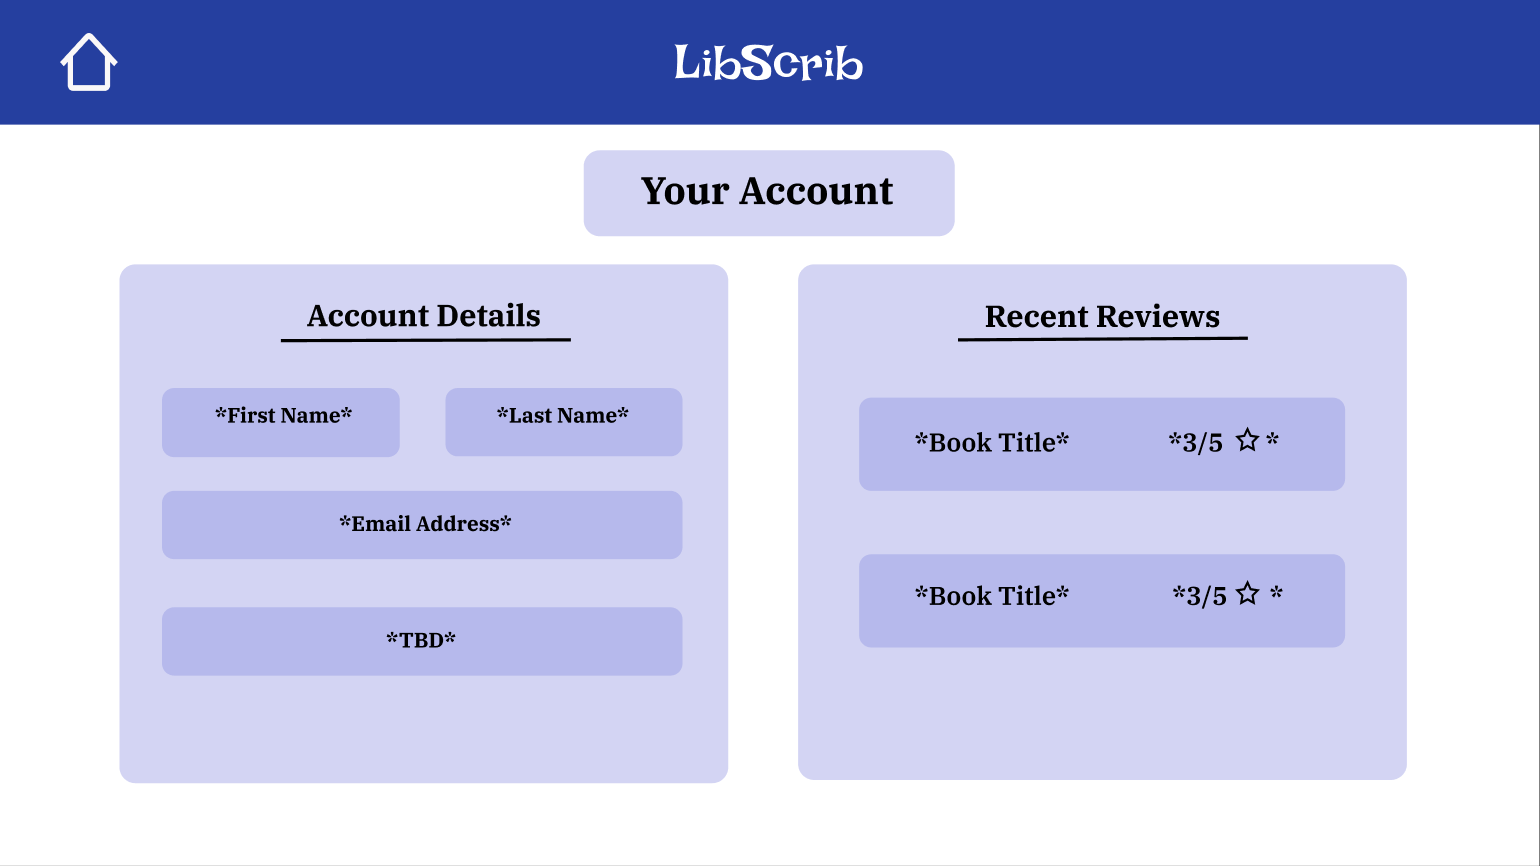 LibScrib
Your Account
Account Details
*First Name* *Last Name*
*Email Address*
*TBD*
Recent Reviews
*Book Title* *3/5 ☆ *
*Book Title* *3/5 ☆ *